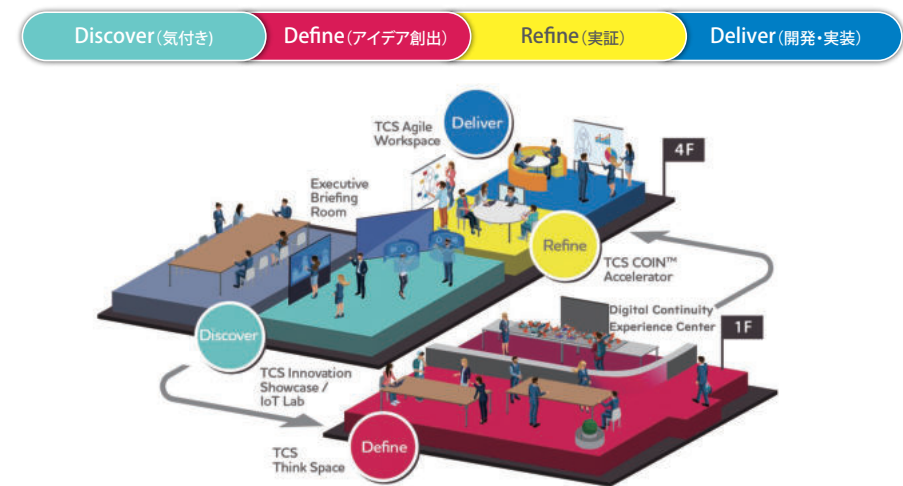 Discover(気付き)
Define(アイデア創出)
Refine(実証)
Deliver(開発・実装)
TCS Agile
Workspace
Deliver
4F
Executive
Briefing
Room
Refine
TCS COIN™
Accelerator
Digital Continuity
Experience Center
1F
Discover
TCS Innovation
Showcase /
IoT Lab
Define
TCS
Think Space